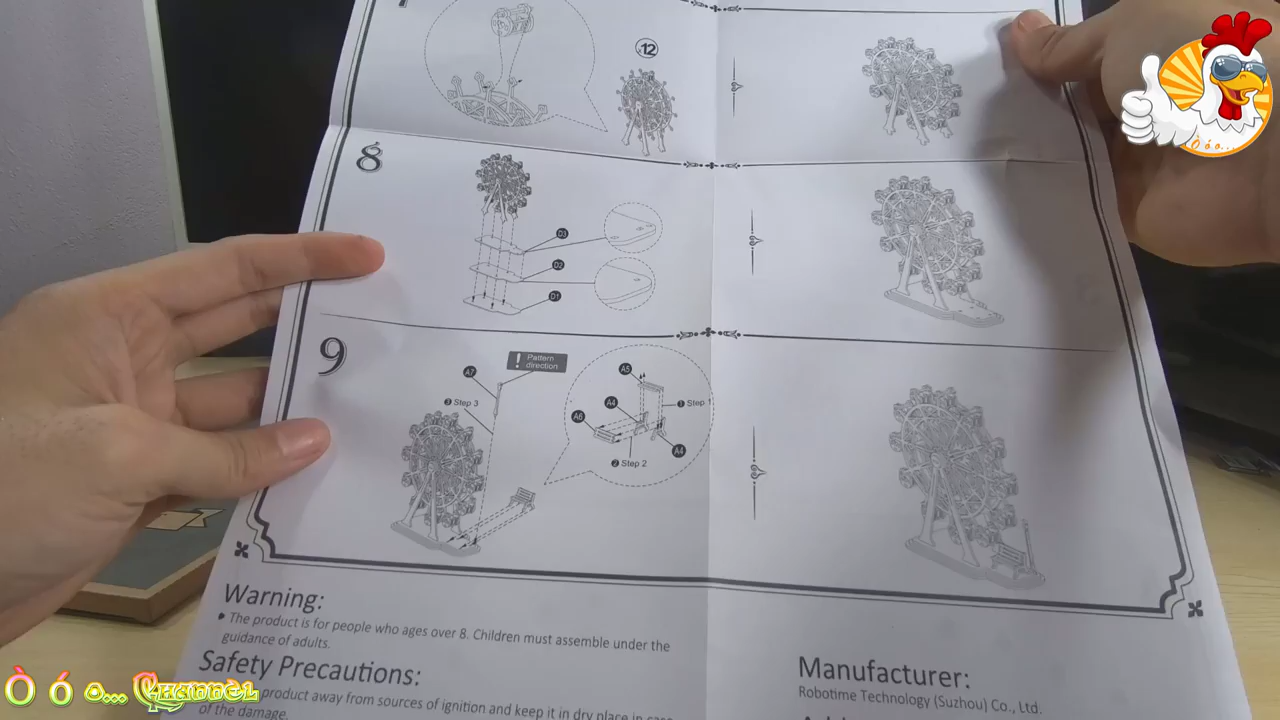 12
8
D3
D2
D1
9
! Pattern
direction
A7
3 Step 3
A5
A4
1 Step
A6
A4
2 Step 2
Warning:
• The product is for people who ages over 8. Children must assemble under the
guidance of adults.
Safety Precautions:
product away from sources of ignition and keep it in dry place in case
of the damage.
Manufacturer:
Robotime Technology (Suzhou) Co., Ltd.
Ò ó o...
Ò ó o... Channel